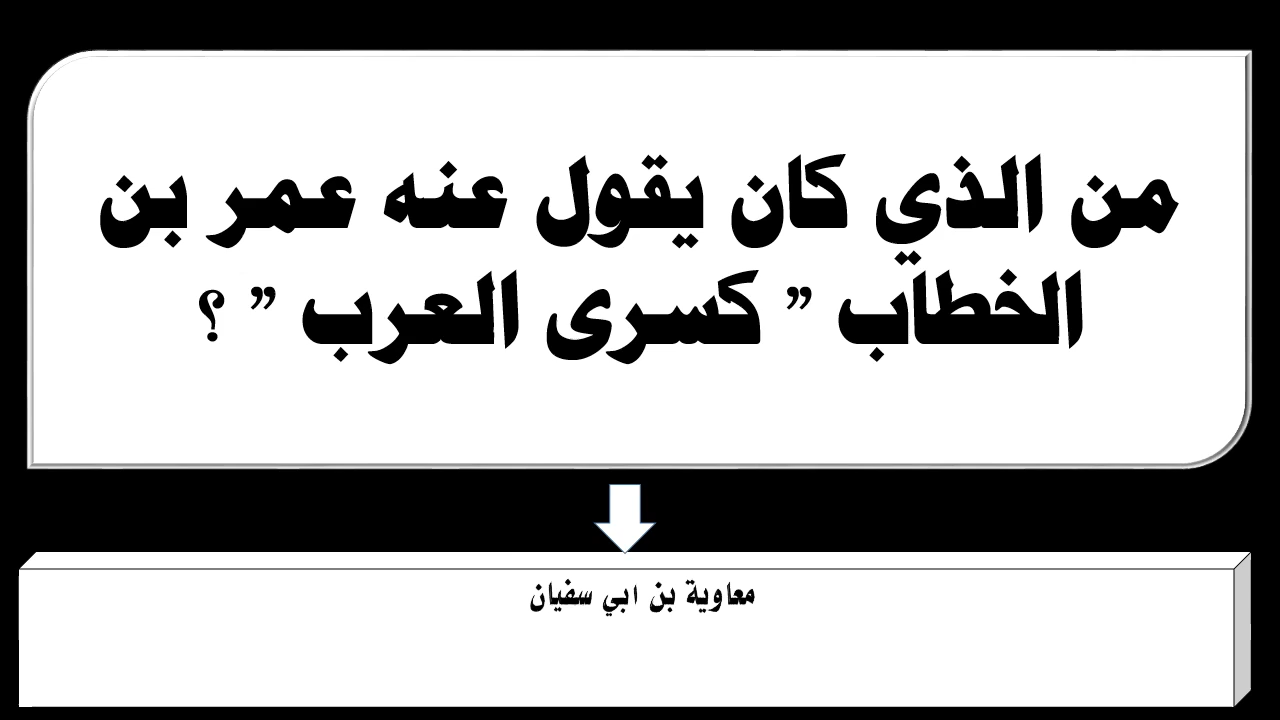 من الذي كان يقول عنه عمر بن
الخطاب ” كسرى العرب ” ؟
معاوية بن ابي سفيان